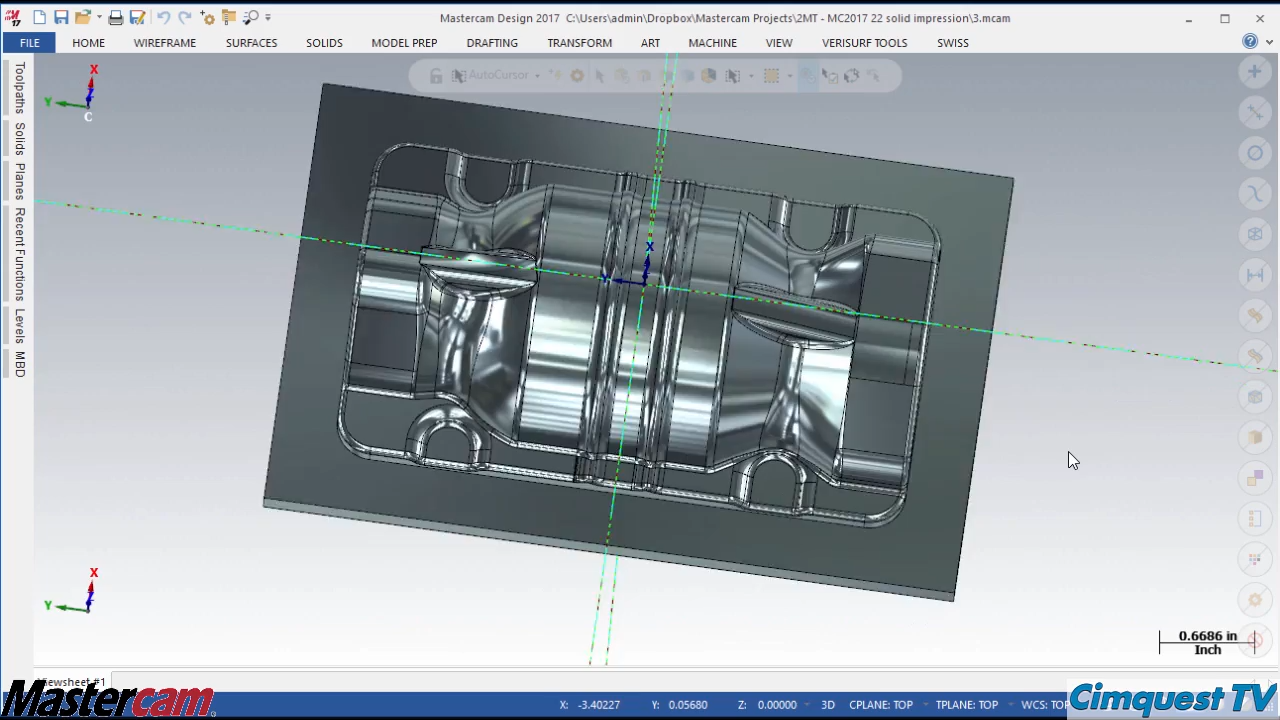 Mastercam Design 2017 C:\Users\admin\Dropbox\Mastercam Projects\2MT - MC2017 22 solid impression\3.mcam
FILE HOME WIREFRAME SURFACES SOLIDS MODEL PREP DRAFTING TRANSFORM ART MACHINE VIEW VERISURF TOOLS SWISS
AutoCursor
Toolpaths
Solids
Planes
Recent Functions
Levels
MBD
X
Y
Z
C
X
Y
X
Y
Z
0.6686 in
Inch
Viewsheet #1
X: -3.40227 Y: 0.05680 Z: 0.00000 3D CPLANE: TOP TPLANE: TOP WCS: TOP
Mastercam.
Cimquest TV